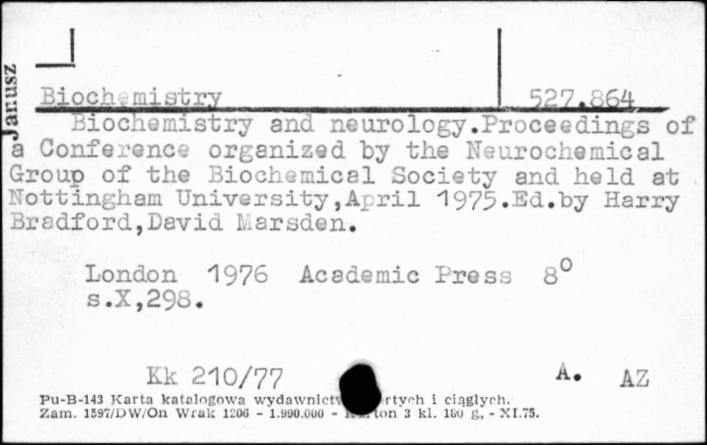 Janusz
Biochemistry 527.864
Biochemistry and neurology.Proceedings of
a Conference organized by the Neurochemical
Group of the Biochemical Society and held at
Nottingham University,April 1975.Ed.by Harry
Bradford,David Marsden.
London 1976 Academic Press 8⁰
s.X,298.
Kk 210/77 A. AZ
Pu-B-143 Karta katalogowa wydawnictw rtych i ciągłych.
Zam. 1597/DW/On Wrak 1206 - 1.990.000 - 3 kl. 180 g, - XI.75.